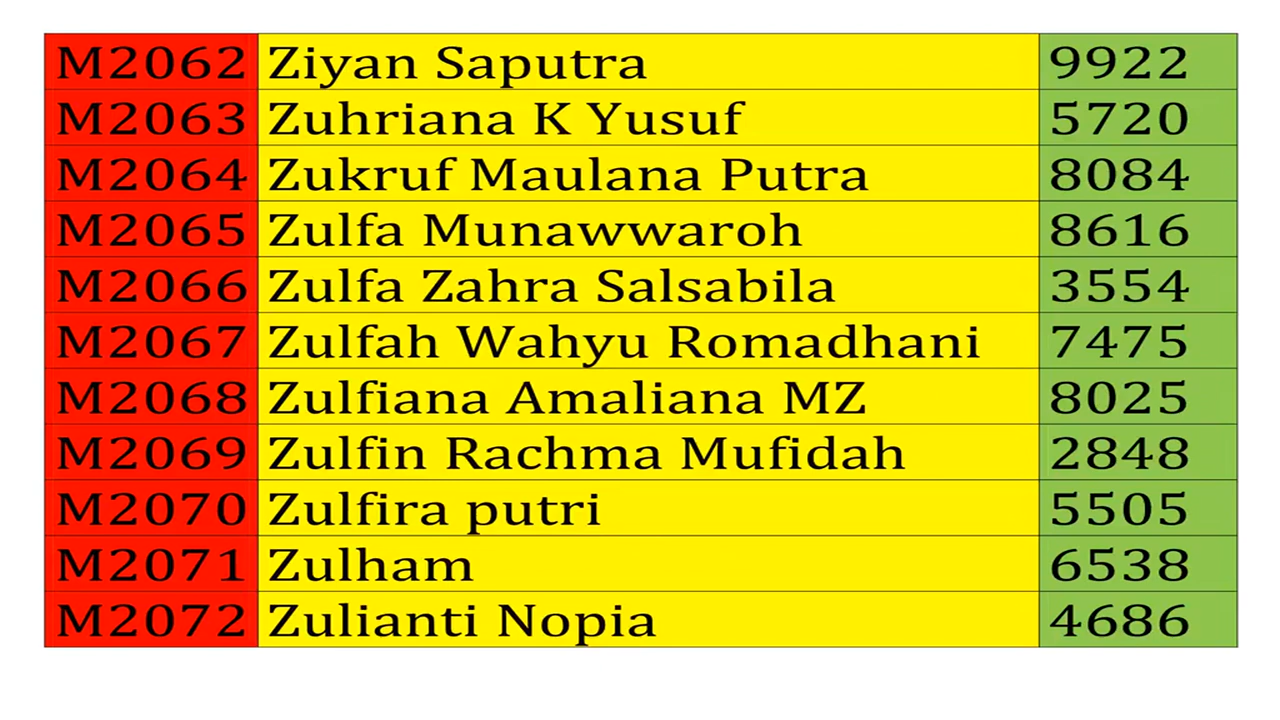 M2062 Ziyan Saputra 9922
M2063 Zuhriana K Yusuf 5720
M2064 Zukruf Maulana Putra 8084
M2065 Zulfa Munawwaroh 8616
M2066 Zulfa Zahra Salsabila 3554
M2067 Zulfah Wahyu Romadhani 7475
M2068 Zulfiana Amaliana MZ 8025
M2069 Zulfin Rachma Mufidah 2848
M2070 Zulfira putri 5505
M2071 Zulham 6538
M2072 Zulianti Nopia 4686